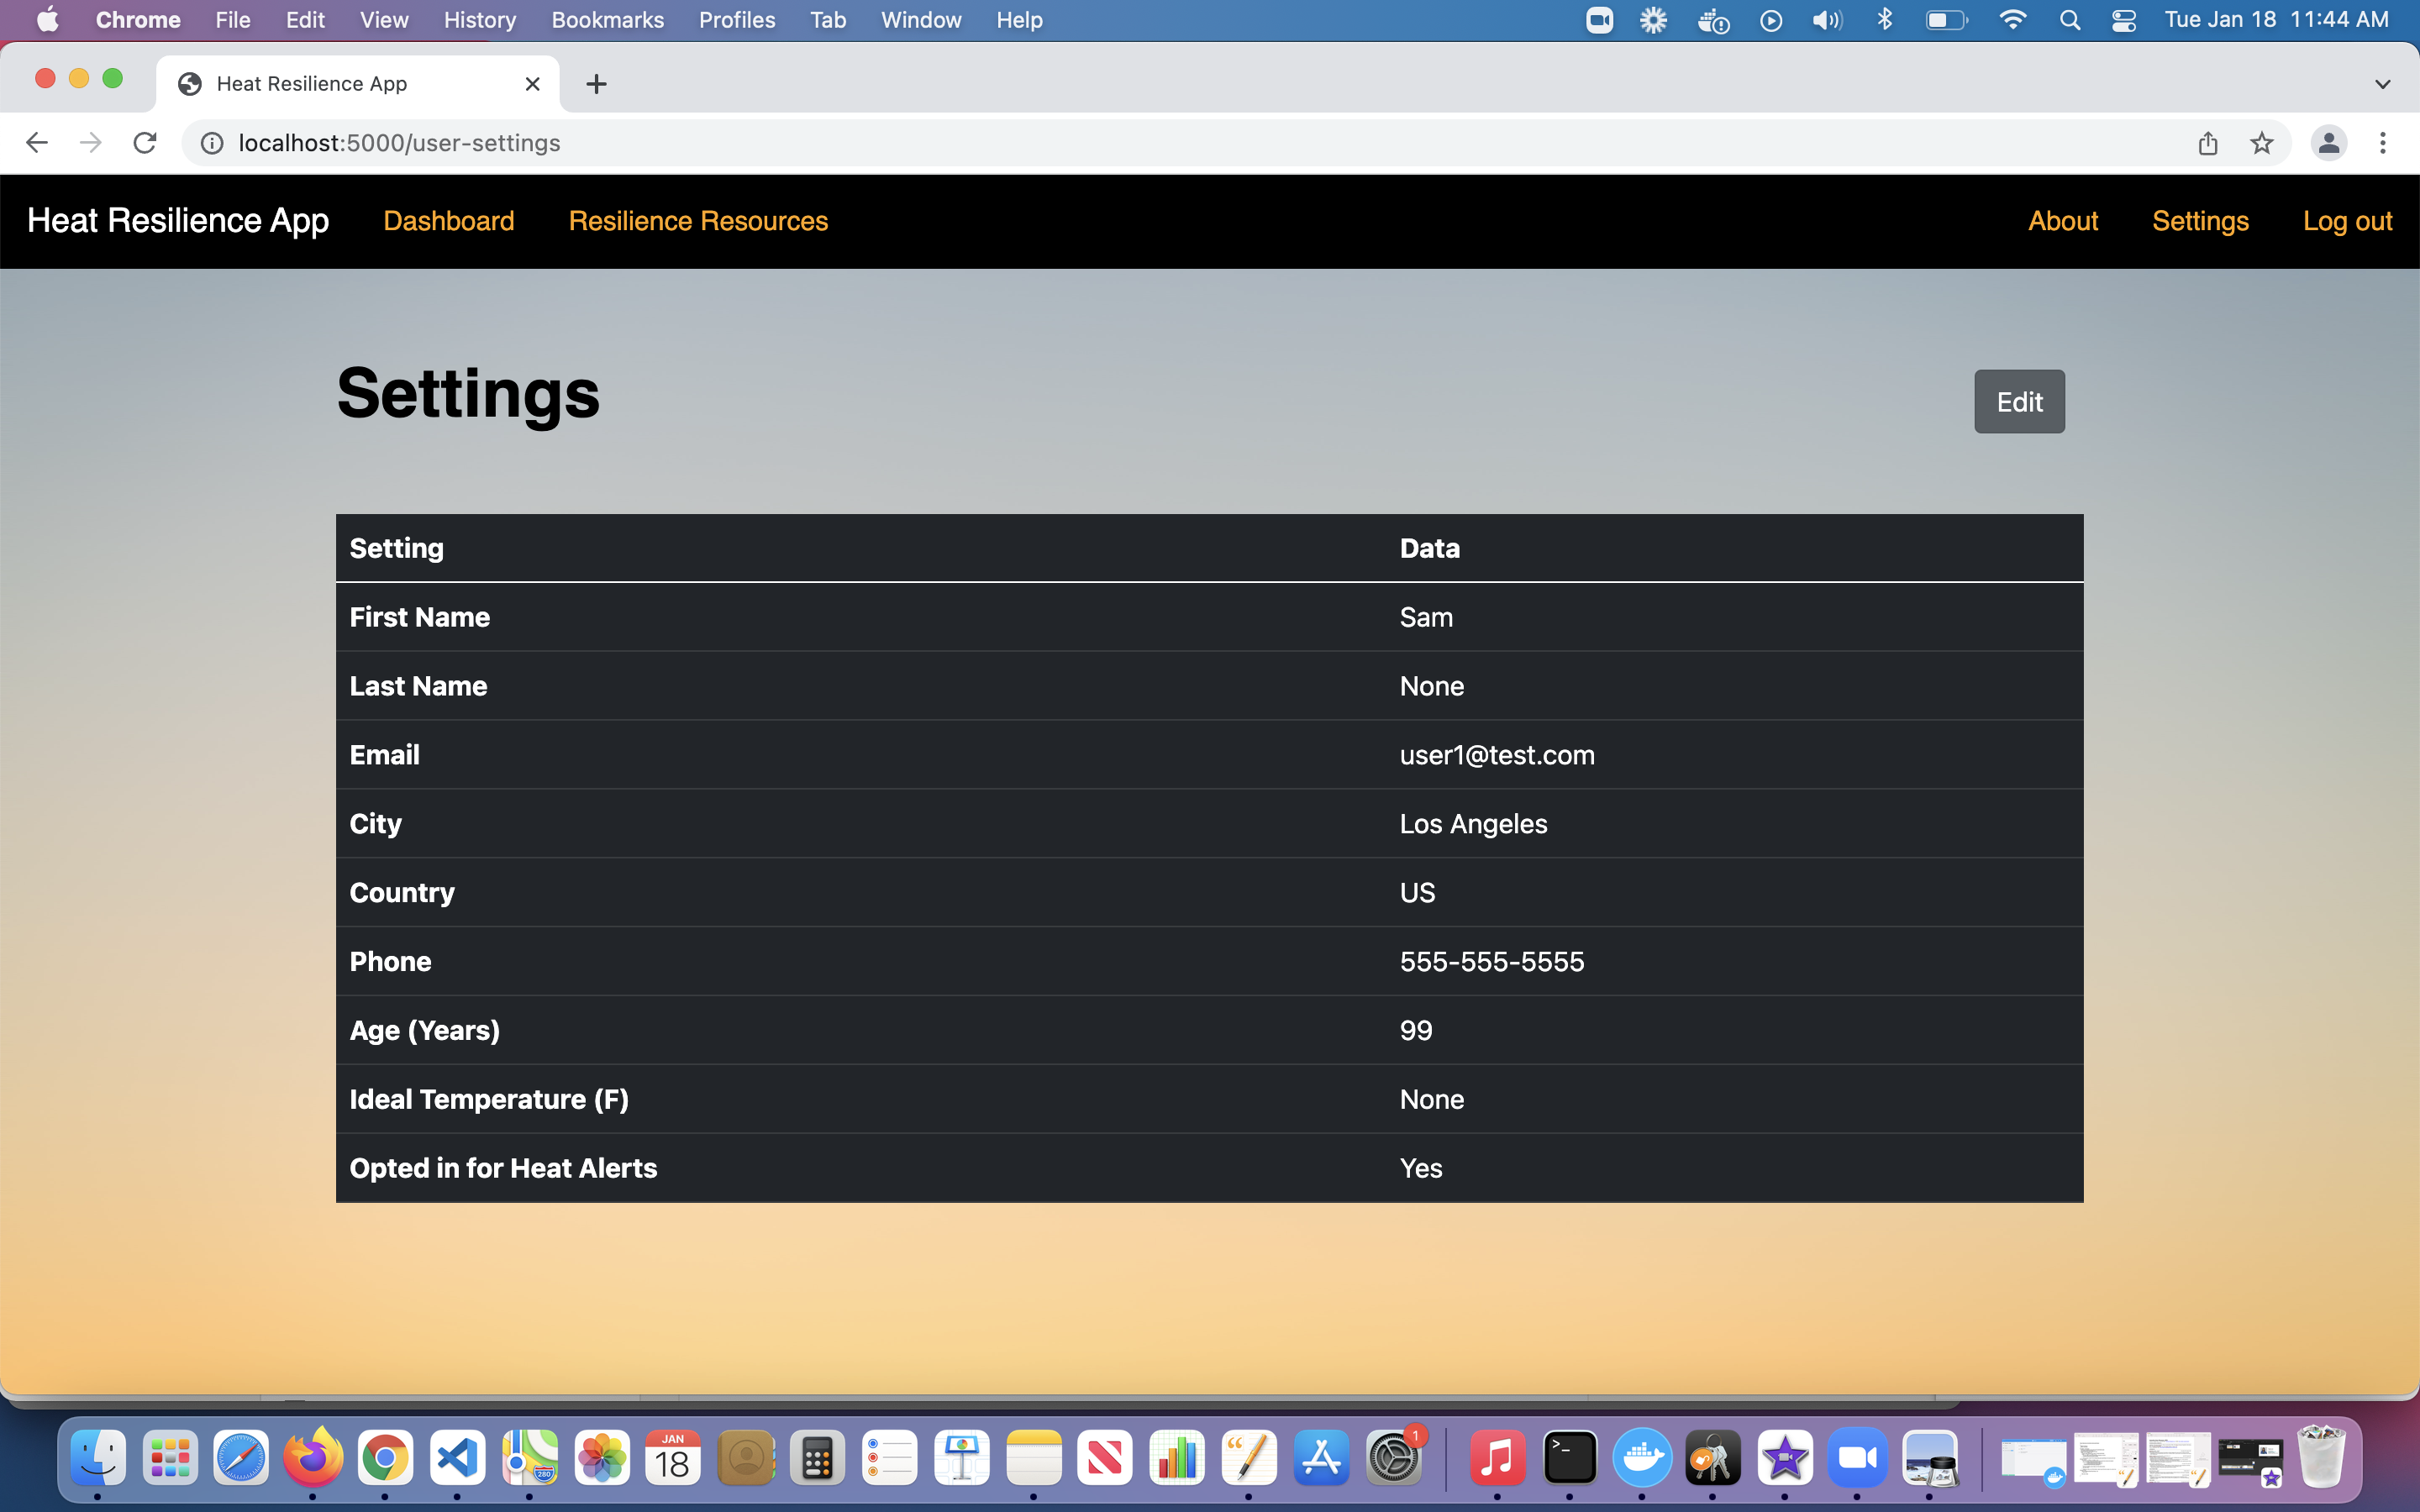 Chrome File Edit View History Bookmarks Profiles Tab Window Help Tue Jan 18 11:44 AM
Heat Resilience App
localhost:5000/user-settings
Heat Resilience App Dashboard Resilience Resources About Settings Log out
Settings Edit
Setting Data
First Name Sam
Last Name None
Email user1@test.com
City Los Angeles
Country US
Phone 555-555-5555
Age (Years) 99
Ideal Temperature (F) None
Opted in for Heat Alerts Yes
JAN
18
280
1